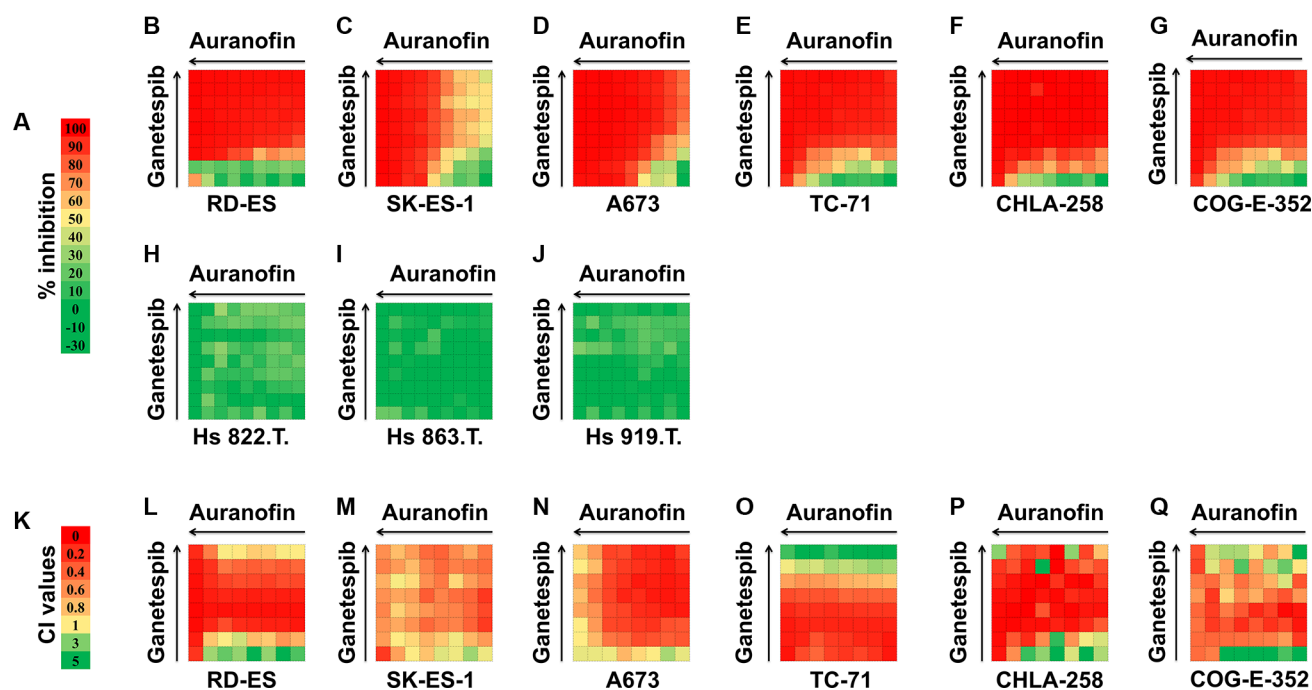 B C D E F G
Auranofin Auranofin Auranofin Auranofin Auranofin Auranofin
A
% inhibition
100
90
80
70
60
50
40
30
20
10
0
-10
-30
Ganetespib Ganetespib Ganetespib Ganetespib Ganetespib Ganetespib
RD-ES SK-ES-1 A673 TC-71 CHLA-258 COG-E-352
H I J
Auranofin Auranofin Auranofin
Ganetespib Ganetespib Ganetespib
Hs 822.T. Hs 863.T. Hs 919.T.
K L M N O P Q
Auranofin Auranofin Auranofin Auranofin Auranofin Auranofin
CI values
0
0.2
0.4
0.6
0.8
1
3
5
Ganetespib Ganetespib Ganetespib Ganetespib Ganetespib Ganetespib
RD-ES SK-ES-1 A673 TC-71 CHLA-258 COG-E-352